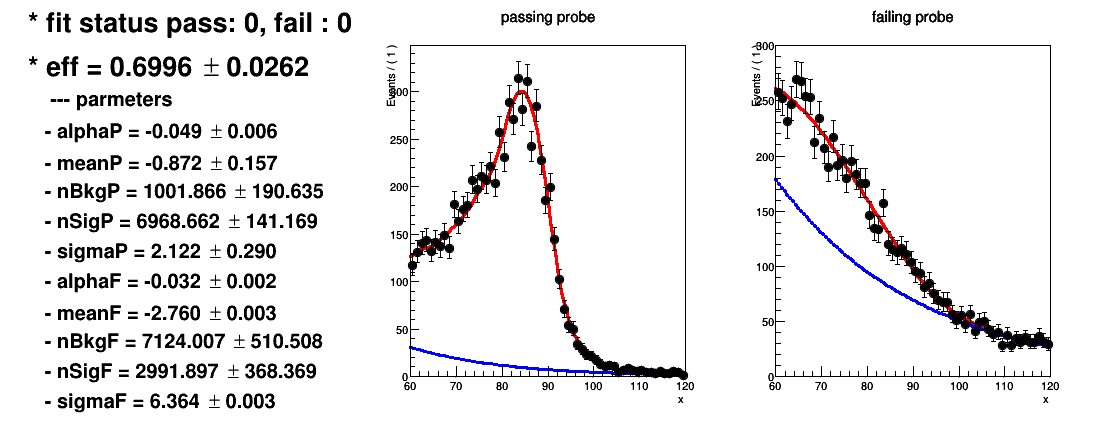 * fit status pass: 0, fail : 0
* eff = 0.6996 ± 0.0262
--- parmeters
- alphaP = -0.049 ± 0.006
- meanP = -0.872 ± 0.157
- nBkgP = 1001.866 ± 190.635
- nSigP = 6968.662 ± 141.169
- sigmaP = 2.122 ± 0.290
- alphaF = -0.032 ± 0.002
- meanF = -2.760 ± 0.003
- nBkgF = 7124.007 ± 510.508
- nSigF = 2991.897 ± 368.369
- sigmaF = 6.364 ± 0.003
passing probe
Events / ( 1 )
300
250
200
150
100
50
0
60 70 80 90 100 110 120
x
failing probe
Events / ( 1 )
300
250
200
150
100
50
0
60 70 80 90 100 110 120
x